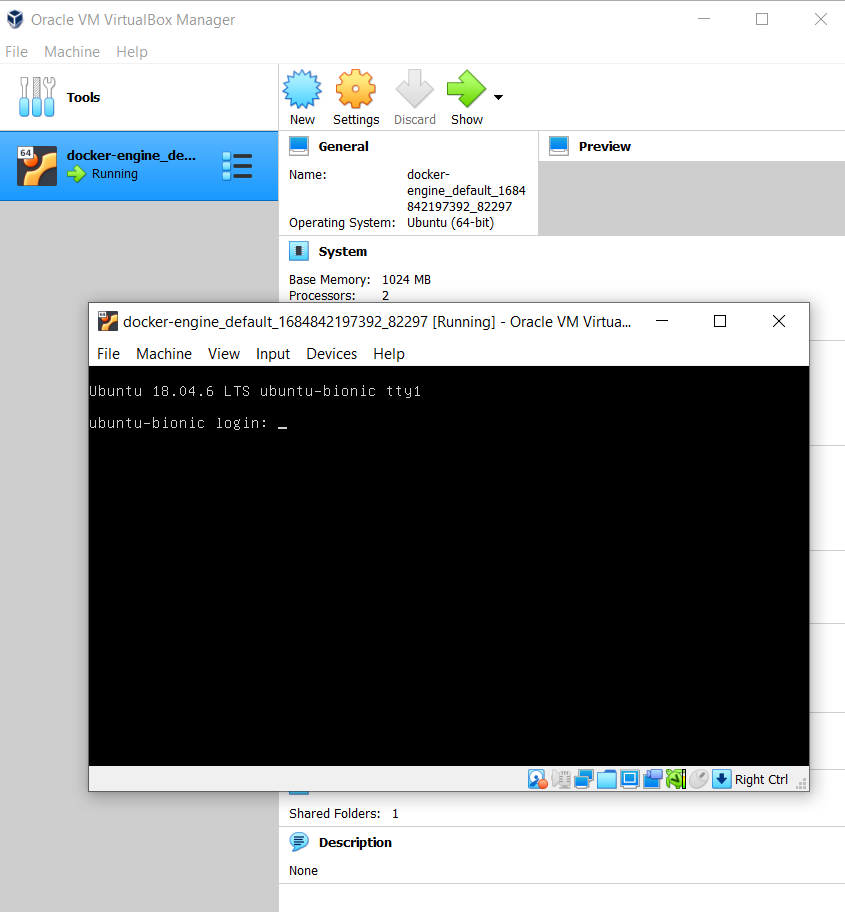 Oracle VM VirtualBox Manager
File Machine Help
Tools
New Settings Discard Show
64
docker-engine_de...
Running
General
Name: docker-
engine_default_1684
842197392_82297
Operating System: Ubuntu (64-bit)
Preview
System
Base Memory: 1024 MB
Processors: 2
docker-engine_default_1684842197392_82297 [Running] - Oracle VM Virtua...
File Machine View Input Devices Help
Ubuntu 18.04.6 LTS ubuntu-bionic tty1
ubuntu-bionic login: _
Right Ctrl
Shared Folders: 1
Description
None